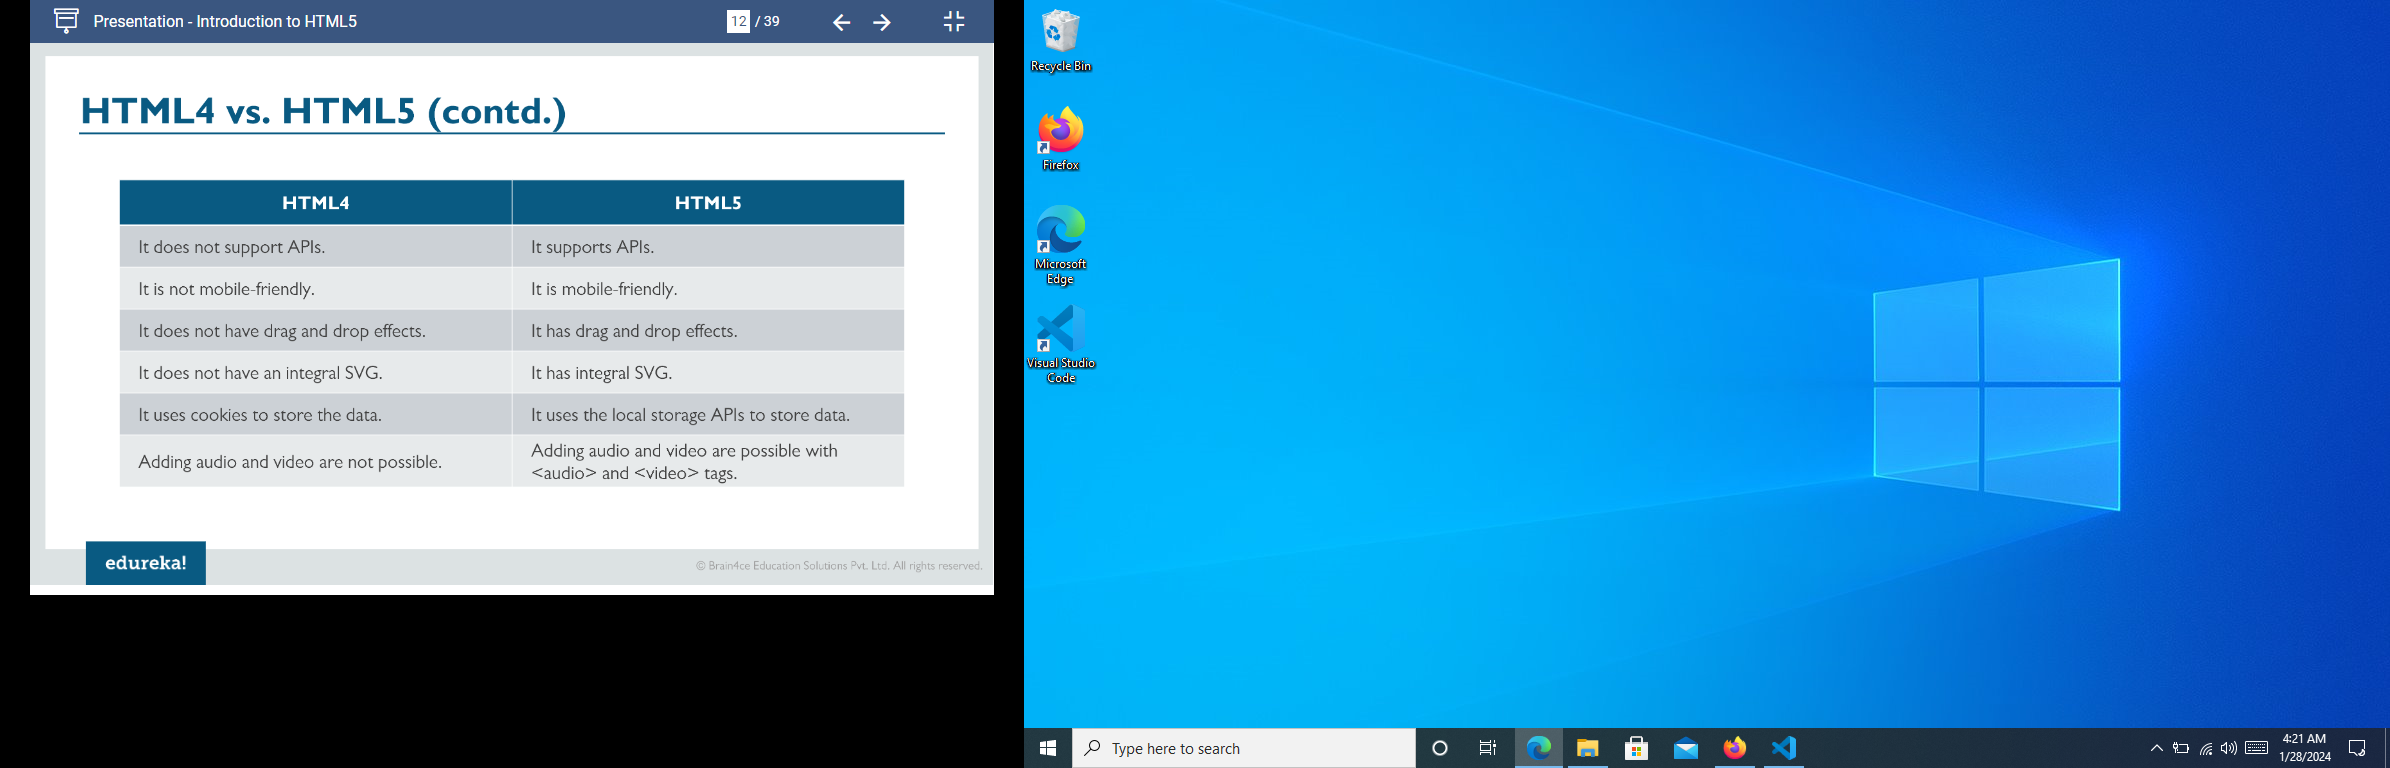 Presentation - Introduction to HTML5
12 / 39
HTML4 vs. HTML5 (contd.)
HTML4 HTML5
It does not support APIs. It supports APIs.
It is not mobile-friendly. It is mobile-friendly.
It does not have drag and drop effects. It has drag and drop effects.
It does not have an integral SVG. It has integral SVG.
It uses cookies to store the data. It uses the local storage APIs to store data.
Adding audio and video are not possible. Adding audio and video are possible with
<audio> and <video> tags.
edureka!
© Brain4ce Education Solutions Pvt. Ltd. All rights reserved.
Recycle Bin
Firefox
Microsoft
Edge
Visual Studio
Code
Type here to search
4:21 AM
1/28/2024